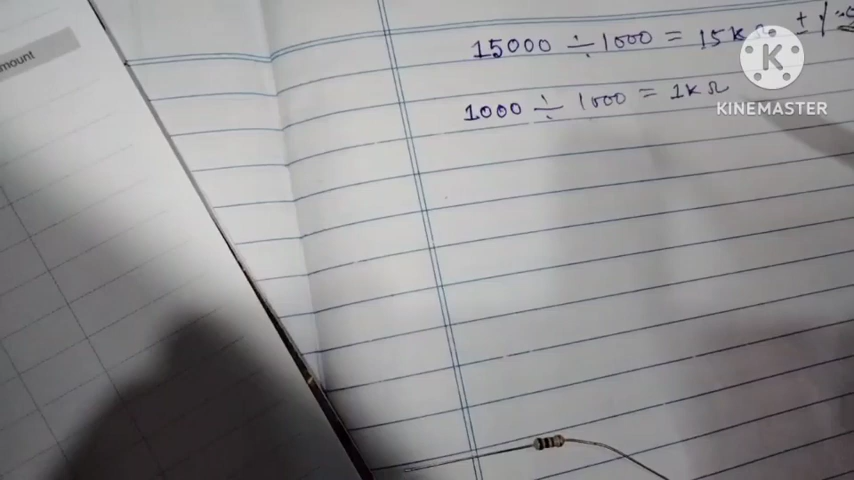 mount
15000 ÷ 1000 = 15KΩ ±
1000 ÷ 1000 = 1KΩ
K
KINEMASTER